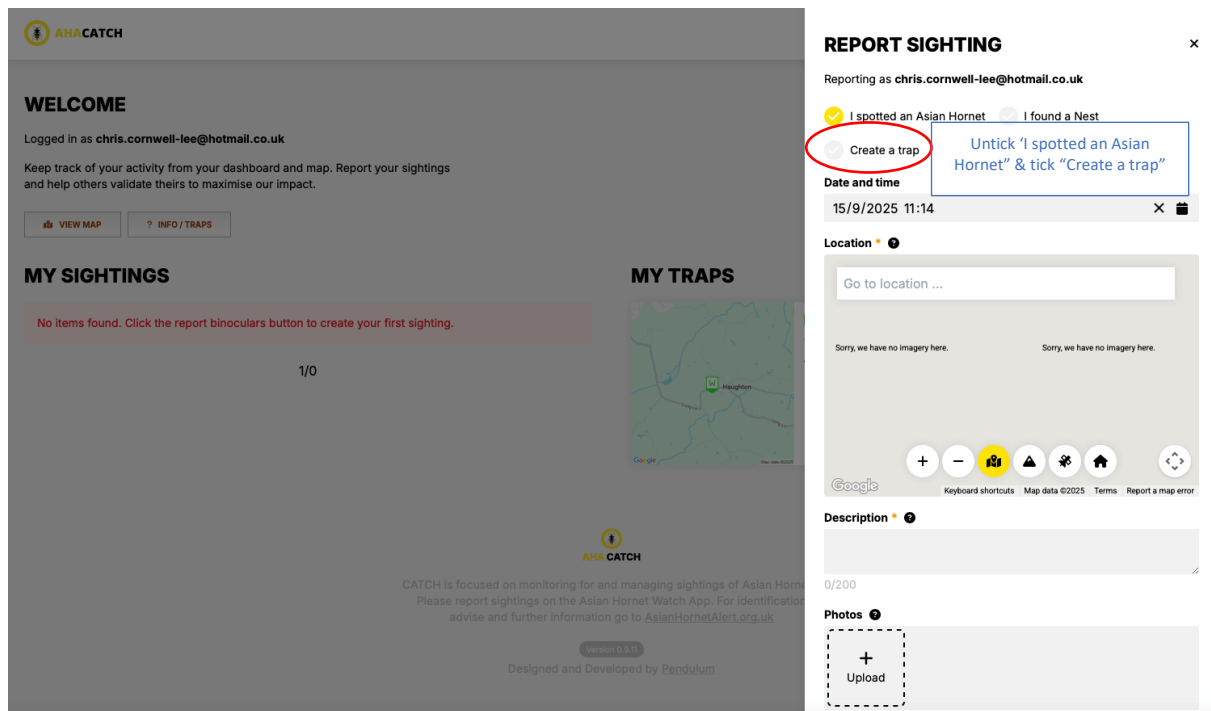 AHACATCH
WELCOME
Logged in as chris.cornwell-lee@hotmail.co.uk
Keep track of your activity from your dashboard and map. Report your sightings
and help others validate theirs to maximise our impact.
VIEW MAP
? INFO / TRAPS
MY SIGHTINGS
No items found. Click the report binoculars button to create your first sighting.
1/0
MY TRAPS
W
Haughton
Google
Map data ©2025
AHACATCH
CATCH is focused on monitoring for and managing sightings of Asian Horne
Please report sightings on the Asian Hornet Watch App. For identification
advise and further information go to AsianHornetAlert.org.uk
Version 0.9.11
Designed and Developed by Pendulum
REPORT SIGHTING
Reporting as chris.cornwell-lee@hotmail.co.uk
I spotted an Asian Hornet
I found a Nest
Create a trap
Untick ‘I spotted an Asian
Hornet” & tick “Create a trap”
Date and time
15/9/2025 11:14
Location * ?
Go to location ...
Sorry, we have no imagery here.
Sorry, we have no imagery here.
Google
Keyboard shortcuts
Map data ©2025
Terms
Report a map error
Description * ?
0/200
Photos ?
+
Upload